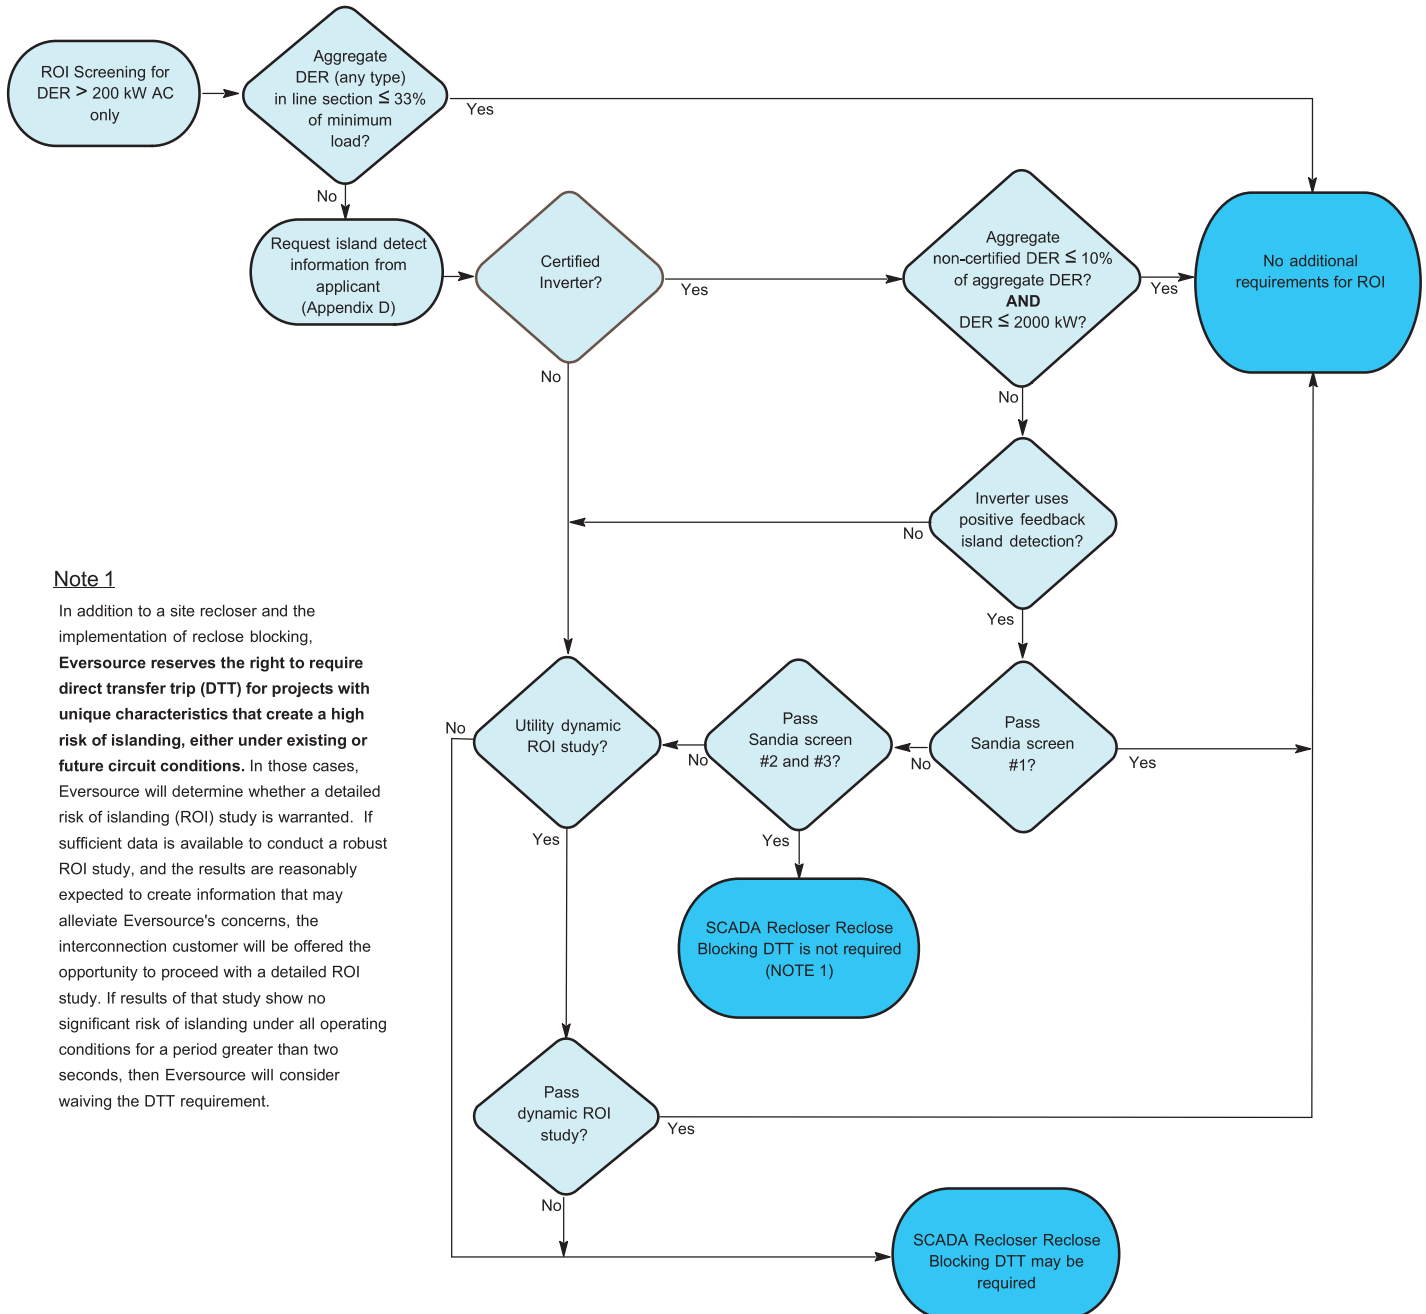 ROI Screening for
DER > 200 kW AC
only
Aggregate
DER (any type)
in line section ≤ 33%
of minimum
load?
Yes
No
Request island detect
information from
applicant
(Appendix D)
Certified
Inverter?
Yes
No
Aggregate
non-certified DER ≤ 10%
of aggregate DER?
AND
DER ≤ 2000 kW?
Yes
No
No additional
requirements for ROI
Inverter uses
positive feedback
island detection?
No
Yes
Pass
Sandia screen
#1?
Yes
No
Pass
Sandia screen
#2 and #3?
No
Yes
Utility dynamic
ROI study?
No
Yes
SCADA Recloser Reclose
Blocking DTT is not required
(NOTE 1)
Pass
dynamic ROI
study?
Yes
No
SCADA Recloser Reclose
Blocking DTT may be
required
Note 1
In addition to a site recloser and the
implementation of reclose blocking,
Eversource reserves the right to require
direct transfer trip (DTT) for projects with
unique characteristics that create a high
risk of islanding, either under existing or
future circuit conditions. In those cases,
Eversource will determine whether a detailed
risk of islanding (ROI) study is warranted. If
sufficient data is available to conduct a robust
ROI study, and the results are reasonably
expected to create information that may
alleviate Eversource's concerns, the
interconnection customer will be offered the
opportunity to proceed with a detailed ROI
study. If results of that study show no
significant risk of islanding under all operating
conditions for a period greater than two
seconds, then Eversource will consider
waiving the DTT requirement.